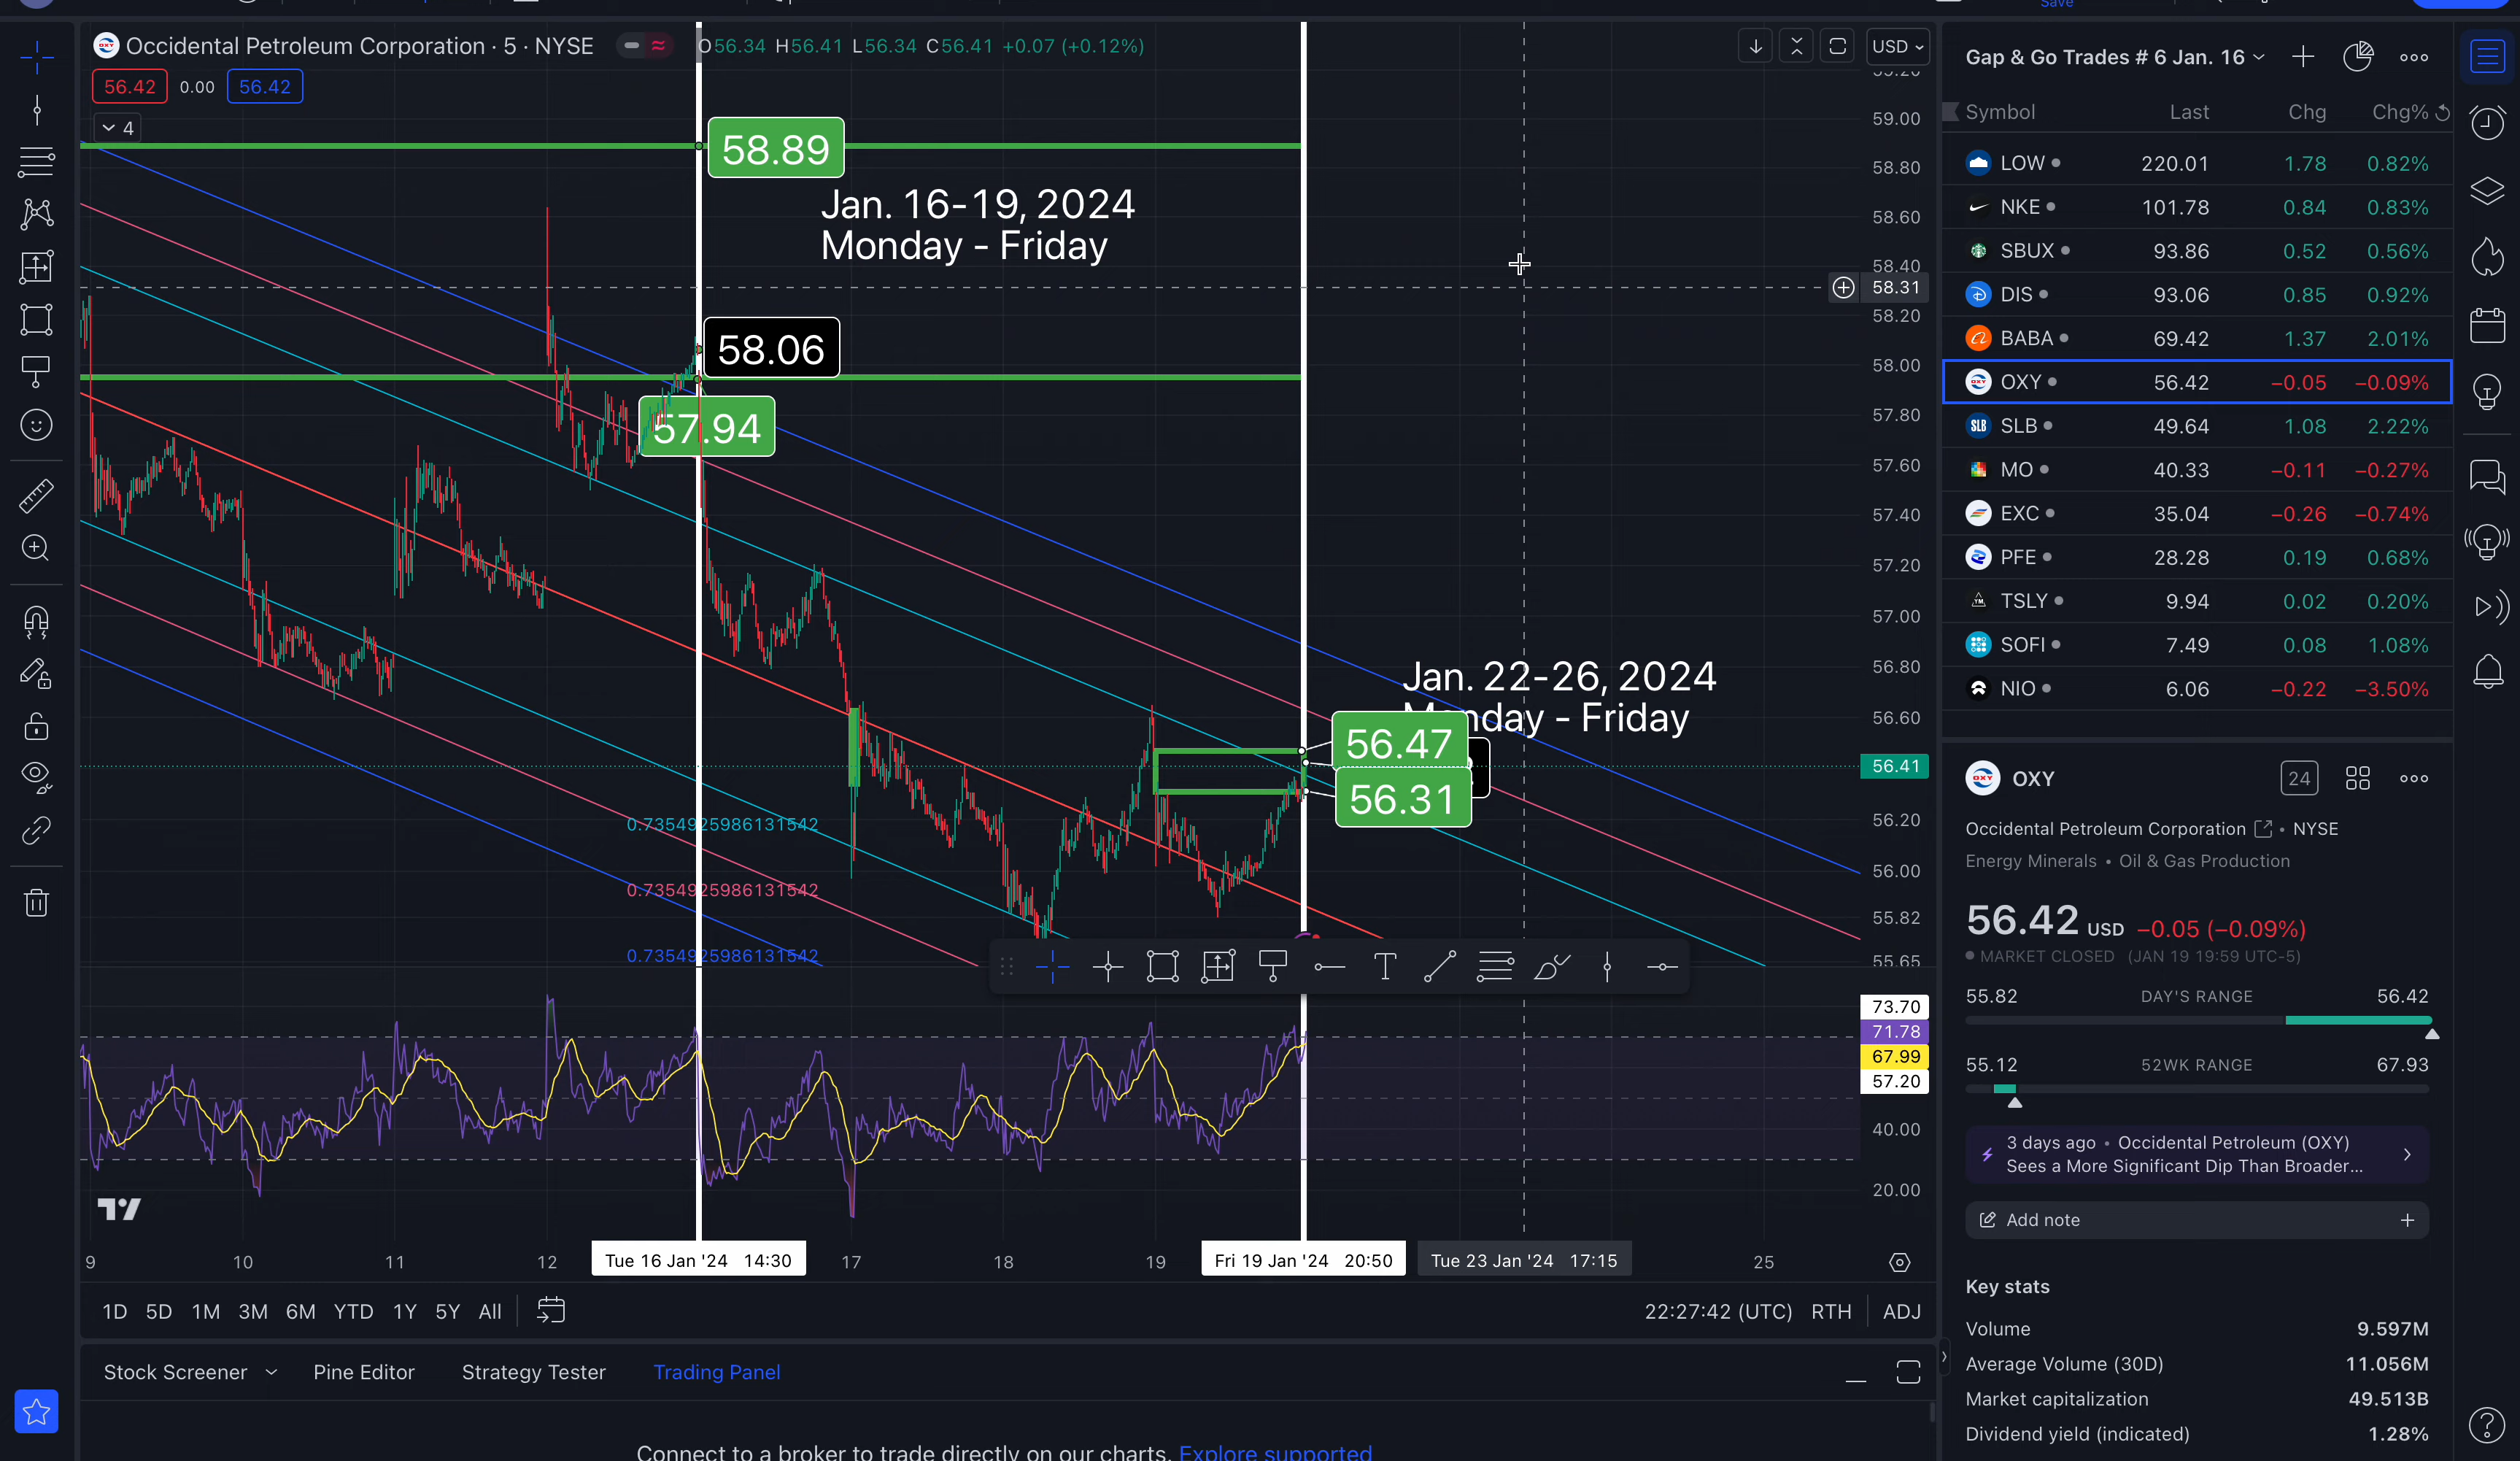 Save
Occidental Petroleum Corporation · 5 · NYSE
O56.34 H56.41 L56.34 C56.41 +0.07 (+0.12%)
USD
56.42 0.00 56.42
4
58.89
Jan. 16-19, 2024
Monday - Friday
58.06
57.94
Jan. 22-26, 2024
Monday - Friday
56.47
56.31
0.7354925986131542
0.7354925986131542
0.7354925986131542
59.20
59.00
58.80
58.60
58.40
58.31
58.20
58.00
57.80
57.60
57.40
57.20
57.00
56.80
56.60
56.41
56.20
56.00
55.82
55.65
73.70
71.78
67.99
57.20
40.00
20.00
9 10 11 12 Tue 16 Jan '24 14:30 17 18 19 Fri 19 Jan '24 20:50 Tue 23 Jan '24 17:15 25
1D 5D 1M 3M 6M YTD 1Y 5Y All
22:27:42 (UTC) RTH ADJ
Stock Screener Pine Editor Strategy Tester Trading Panel
Connect to a broker to trade directly on our charts. Explore supported
Gap & Go Trades # 6 Jan. 16
Symbol Last Chg Chg%
LOW 220.01 1.78 0.82%
NKE 101.78 0.84 0.83%
SBUX 93.86 0.52 0.56%
DIS 93.06 0.85 0.92%
BABA 69.42 1.37 2.01%
OXY 56.42 −0.05 −0.09%
SLB 49.64 1.08 2.22%
MO 40.33 −0.11 −0.27%
EXC 35.04 −0.26 −0.74%
PFE 28.28 0.19 0.68%
TSLY 9.94 0.02 0.20%
SOFI 7.49 0.08 1.08%
NIO 6.06 −0.22 −3.50%
OXY
24
Occidental Petroleum Corporation • NYSE
Energy Minerals • Oil & Gas Production
56.42 USD −0.05 (−0.09%)
MARKET CLOSED (JAN 19 19:59 UTC-5)
55.82 DAY'S RANGE 56.42
55.12 52WK RANGE 67.93
3 days ago • Occidental Petroleum (OXY)
Sees a More Significant Dip Than Broader...
Add note
Key stats
Volume 9.597M
Average Volume (30D) 11.056M
Market capitalization 49.513B
Dividend yield (indicated) 1.28%